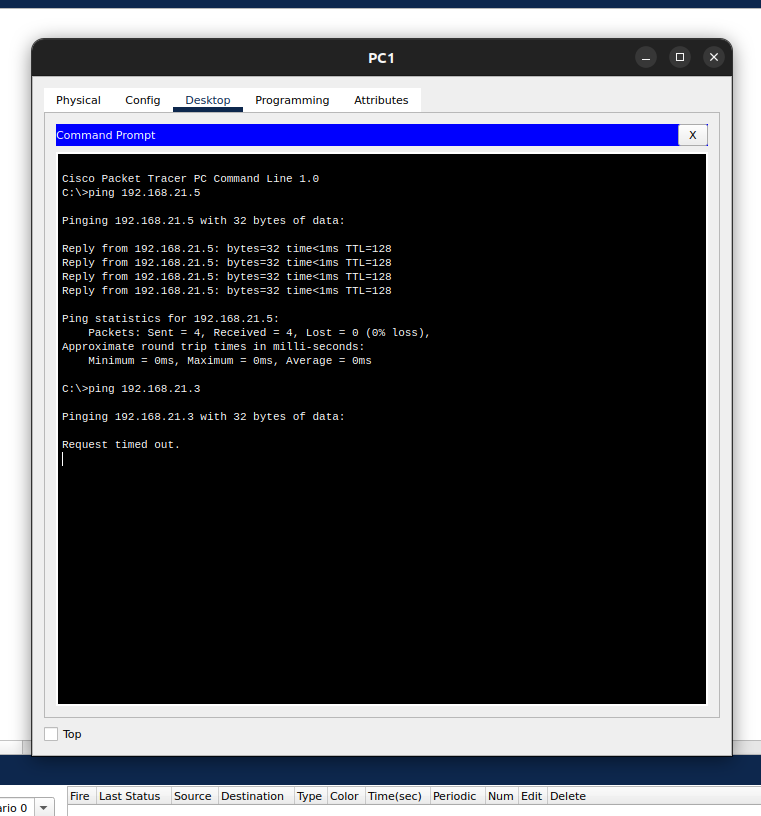 PC1
Physical Config Desktop Programming Attributes
Command Prompt X
Cisco Packet Tracer PC Command Line 1.0
C:\>ping 192.168.21.5
Pinging 192.168.21.5 with 32 bytes of data:
Reply from 192.168.21.5: bytes=32 time<1ms TTL=128
Reply from 192.168.21.5: bytes=32 time<1ms TTL=128
Reply from 192.168.21.5: bytes=32 time<1ms TTL=128
Reply from 192.168.21.5: bytes=32 time<1ms TTL=128
Ping statistics for 192.168.21.5:
Packets: Sent = 4, Received = 4, Lost = 0 (0% loss),
Approximate round trip times in milli-seconds:
Minimum = 0ms, Maximum = 0ms, Average = 0ms
C:\>ping 192.168.21.3
Pinging 192.168.21.3 with 32 bytes of data:
Request timed out.
Top
Fire Last Status Source Destination Type Color Time(sec) Periodic Num Edit Delete
ario 0